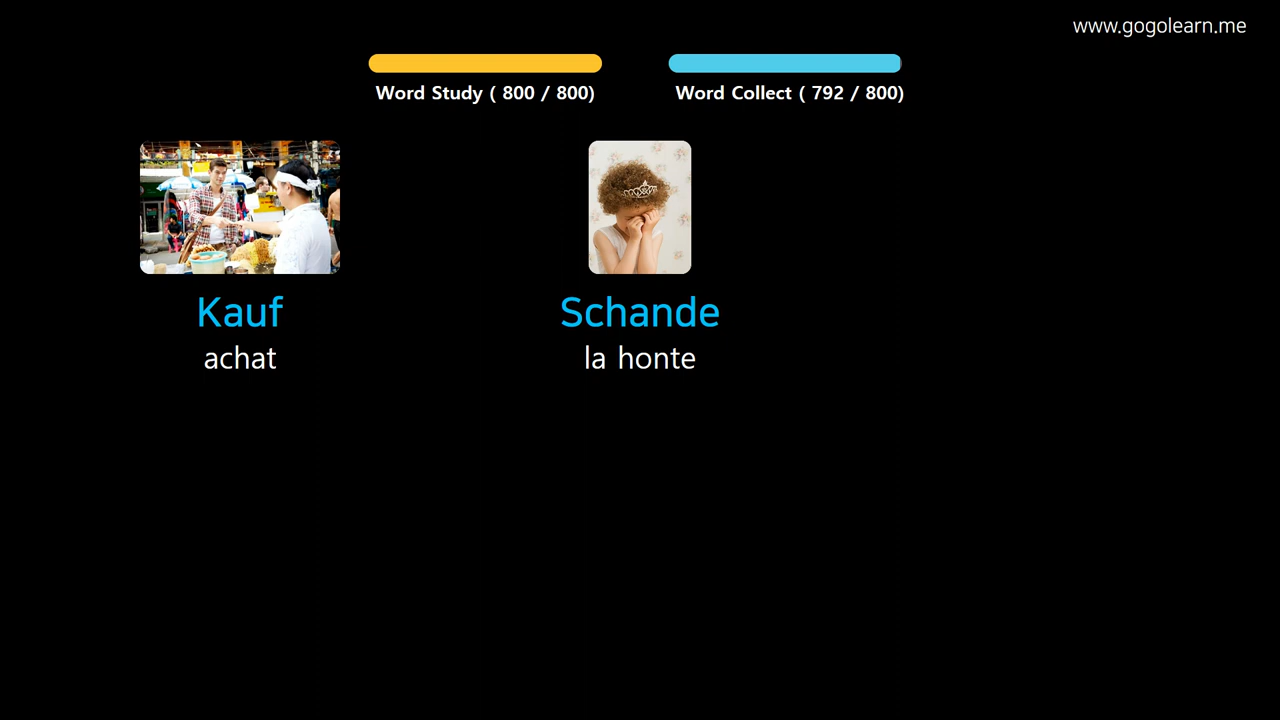 www.gogolearn.me
Word Study ( 800 / 800)
Word Collect ( 792 / 800)
Kauf
achat
Schande
la honte